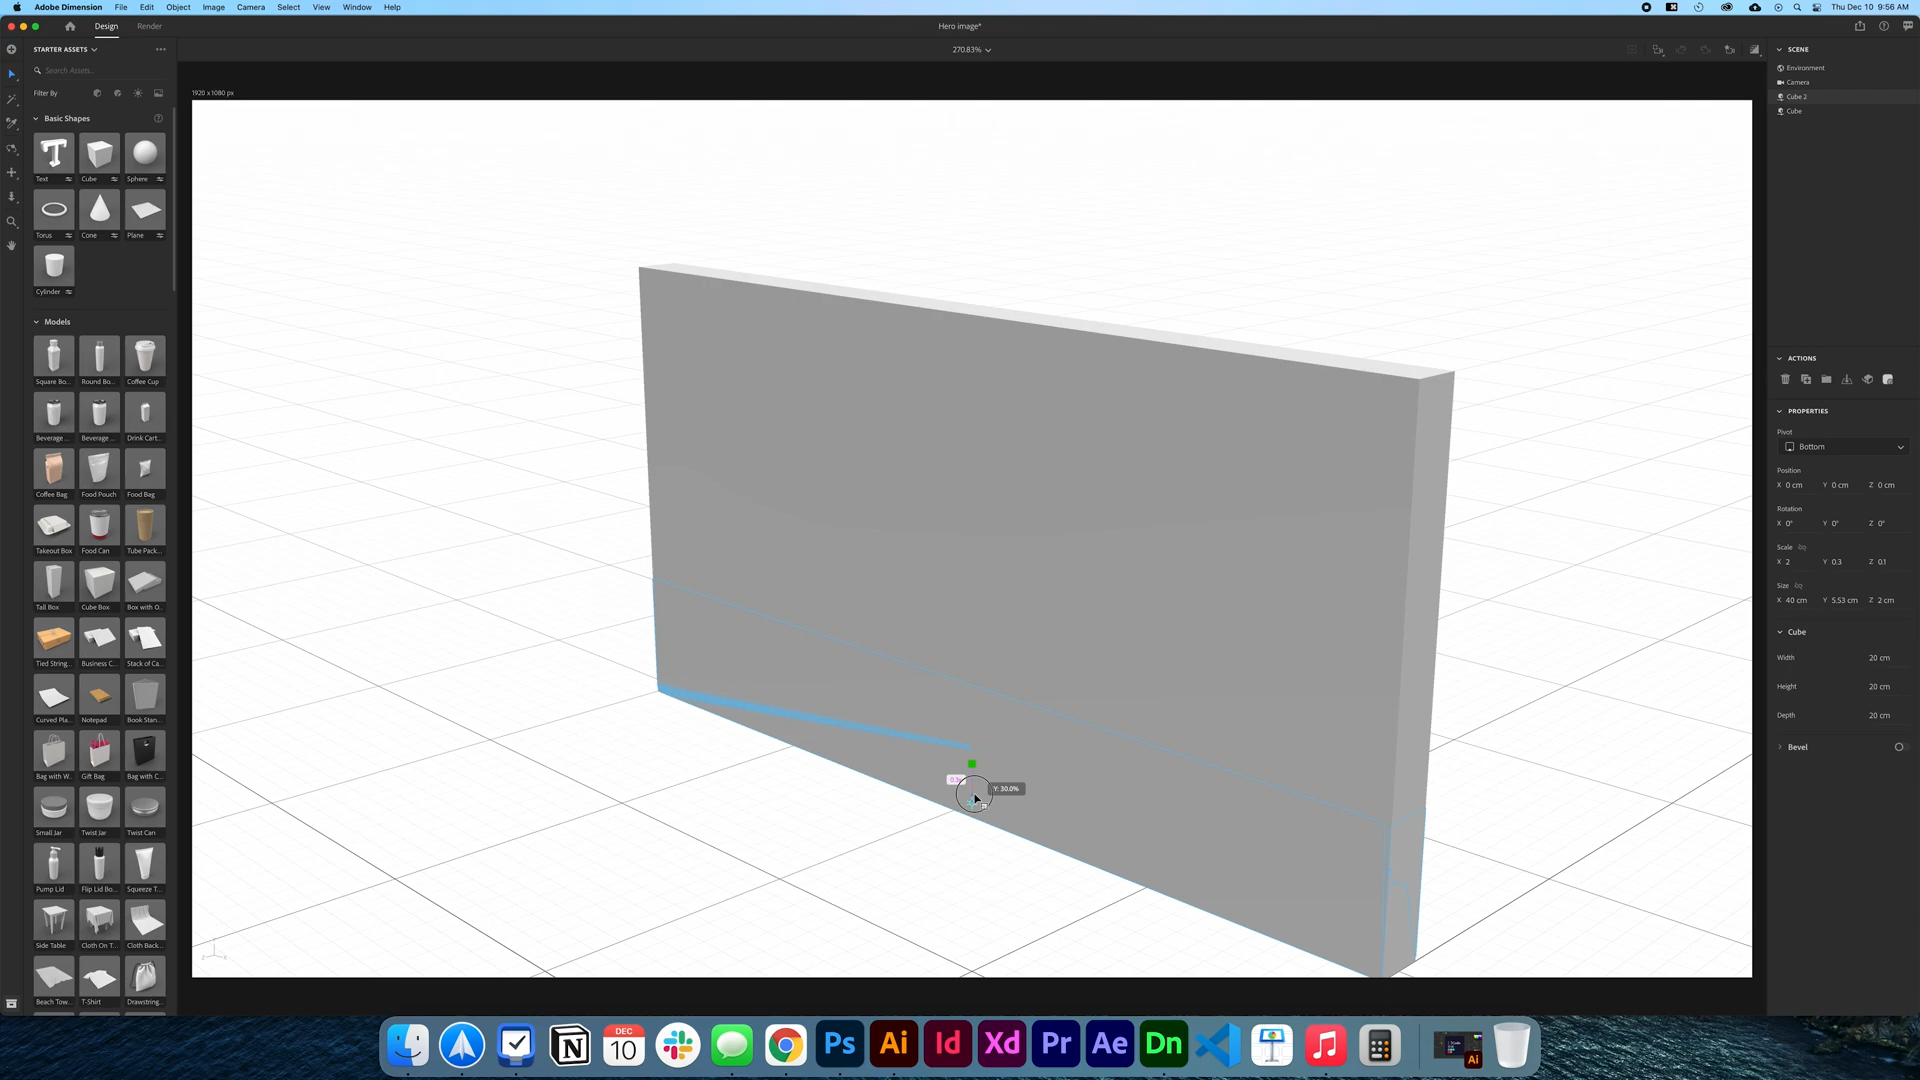 Adobe Dimension File Edit Object Image Camera Select View Window Help
Thu Dec 10 9:56 AM
Design Render
Hero image*
STARTER ASSETS
270.83%
Search Assets...
Filter By
1920 x 1080 px
Basic Shapes
Text Cube Sphere
Torus Cone Plane
Cylinder
Models
Square Bo... Round Bo... Coffee Cup
Beverage ... Beverage ... Drink Cart...
Coffee Bag Food Pouch Food Bag
Takeout Box Food Can Tube Pack...
Tall Box Cube Box Box with O...
Tied String... Business C... Stack of Ca...
Curved Pla... Notepad Book Stan...
Bag with W... Gift Bag Bag with C...
Small Jar Twist Jar Twist Can
Pump Lid Flip Lid Bo... Squeeze T...
Side Table Cloth On T... Cloth Back...
Beach Tow... T-Shirt Drawstring...
Y: 30.0%
SCENE
Environment
Camera
Cube 2
Cube
ACTIONS
PROPERTIES
Pivot
Bottom
Position
X 0 cm Y 0 cm Z 0 cm
Rotation
X 0° Y 0° Z 0°
Scale
X 2 Y 0.3 Z 0.1
Size
X 40 cm Y 5.53 cm Z 2 cm
Cube
Width 20 cm
Height 20 cm
Depth 20 cm
Bevel
DEC
10
Ps Ai Id Xd Pr Ae Dn
Ai